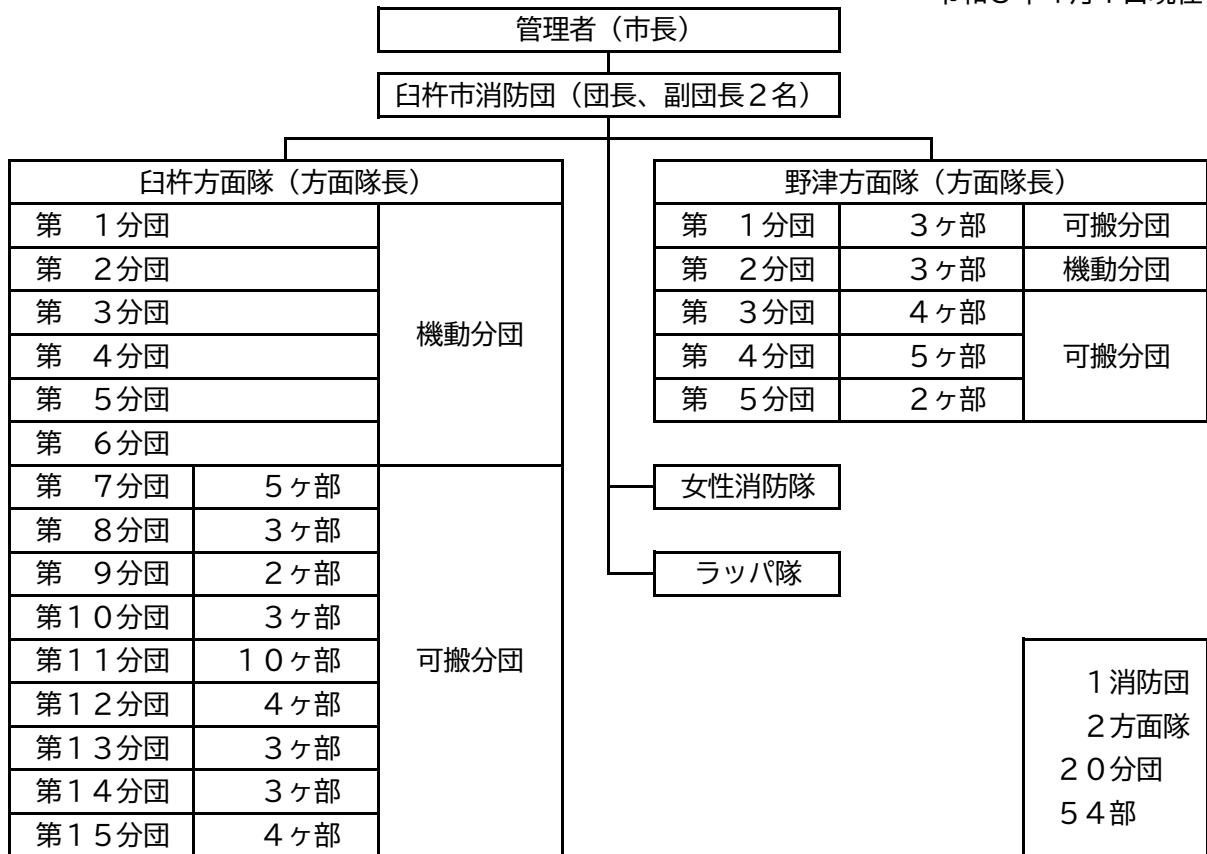 管理者（市長）
臼杵市消防団（団長、副団長２名）
臼杵方面隊（方面隊長）
第　１分団
第　２分団
第　３分団
第　４分団
第　５分団
第　６分団
機動分団
第　７分団　５ヶ部
第　８分団　３ヶ部
第　９分団　２ヶ部
第１０分団　３ヶ部
第１１分団　１０ヶ部
第１２分団　４ヶ部
第１３分団　３ヶ部
第１４分団　３ヶ部
第１５分団　４ヶ部
可搬分団
野津方面隊（方面隊長）
第　１分団　３ヶ部　可搬分団
第　２分団　３ヶ部　機動分団
第　３分団　４ヶ部
第　４分団　５ヶ部　可搬分団
第　５分団　２ヶ部
女性消防隊
ラッパ隊
１消防団
２方面隊
２０分団
５４部